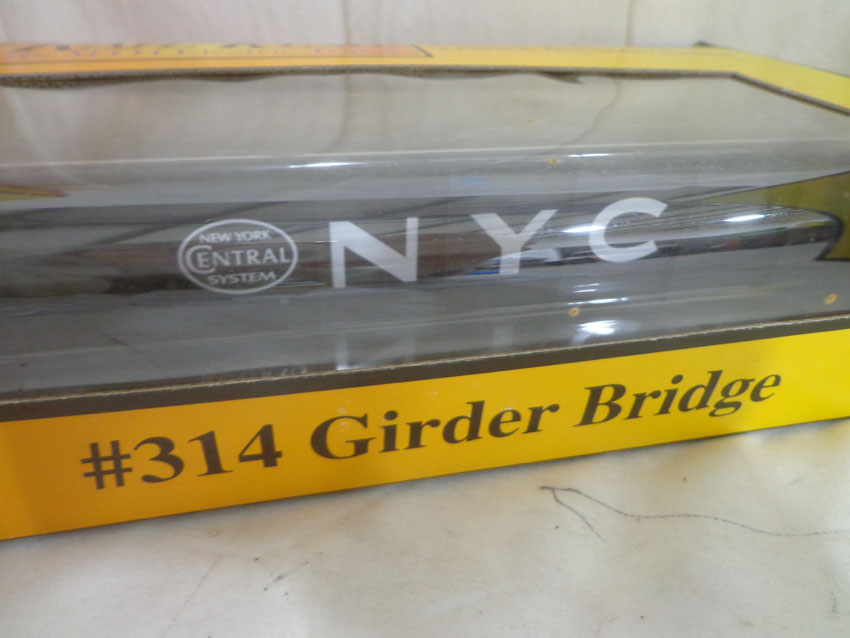 NEW YORK
CENTRAL
SYSTEM
NYC
#314 Girder Bridge